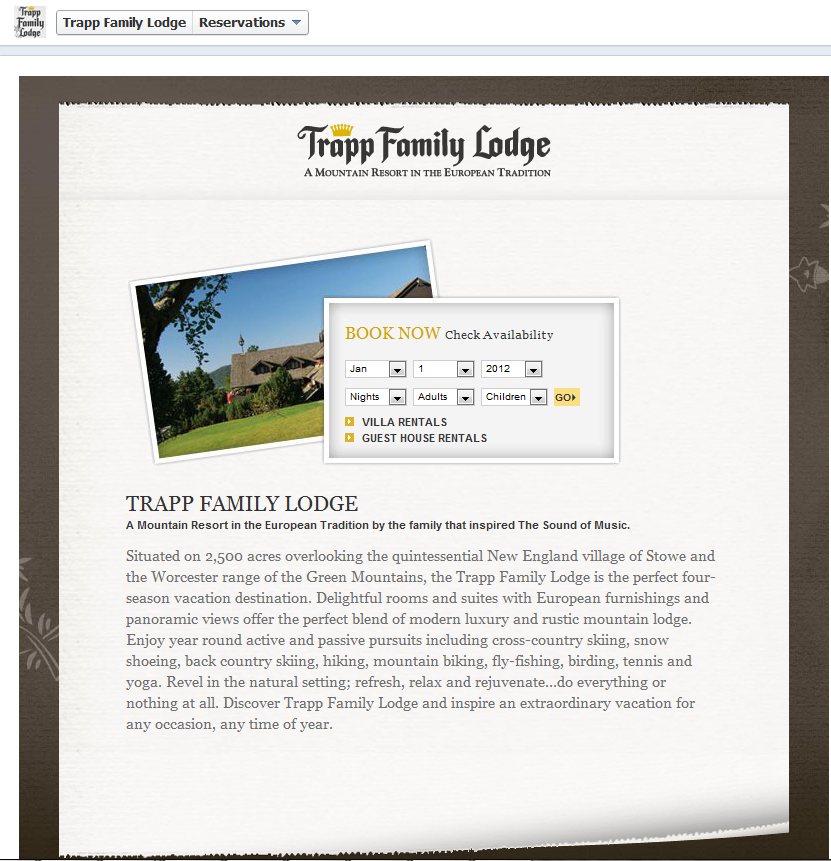 Trapp
Family
Lodge
Trapp Family Lodge Reservations
Trapp Family Lodge
A Mountain Resort in the European Tradition
BOOK NOW Check Availability
Jan 1 2012
Nights Adults Children GO
VILLA RENTALS
GUEST HOUSE RENTALS
TRAPP FAMILY LODGE
A Mountain Resort in the European Tradition by the family that inspired The Sound of Music.
Situated on 2,500 acres overlooking the quintessential New England village of Stowe and
the Worcester range of the Green Mountains, the Trapp Family Lodge is the perfect four-
season vacation destination. Delightful rooms and suites with European furnishings and
panoramic views offer the perfect blend of modern luxury and rustic mountain lodge.
Enjoy year round active and passive pursuits including cross-country skiing, snow
shoeing, back country skiing, hiking, mountain biking, fly-fishing, birding, tennis and
yoga. Revel in the natural setting; refresh, relax and rejuvenate...do everything or
nothing at all. Discover Trapp Family Lodge and inspire an extraordinary vacation for
any occasion, any time of year.